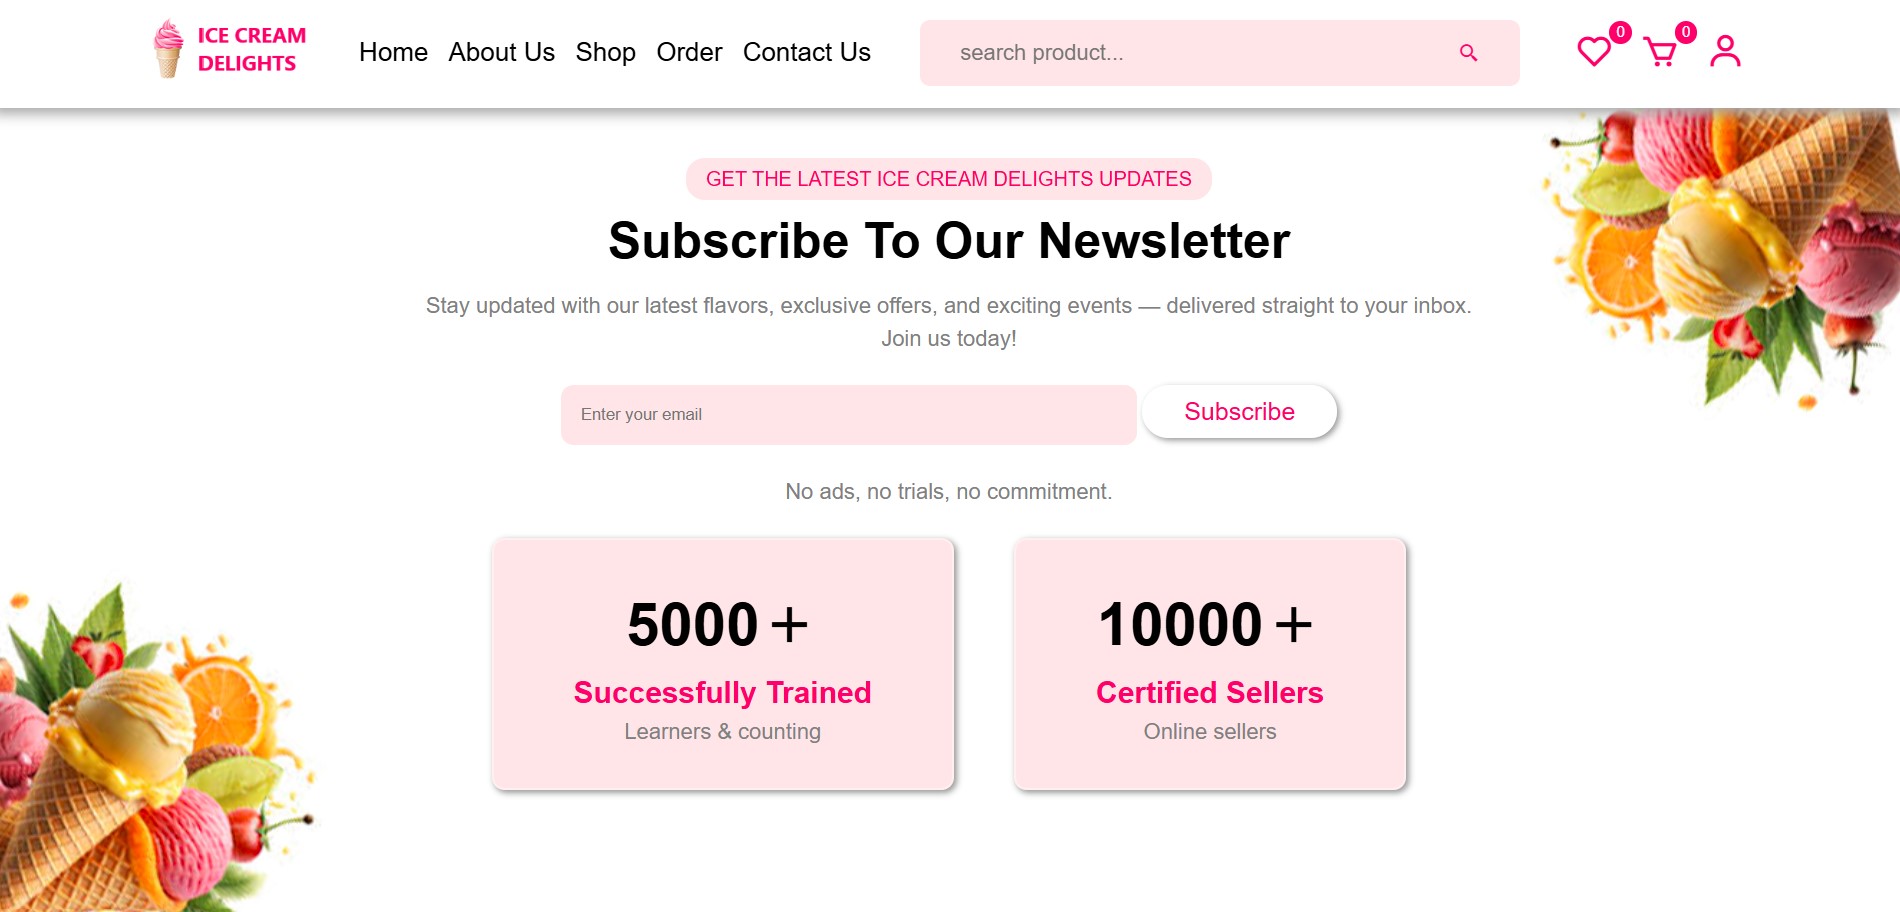 ICE CREAM
DELIGHTS
Home About Us Shop Order Contact Us
search product...
0
0
GET THE LATEST ICE CREAM DELIGHTS UPDATES
Subscribe To Our Newsletter
Stay updated with our latest flavors, exclusive offers, and exciting events — delivered straight to your inbox.
Join us today!
Enter your email
Subscribe
No ads, no trials, no commitment.
5000 +
Successfully Trained
Learners & counting
10000 +
Certified Sellers
Online sellers